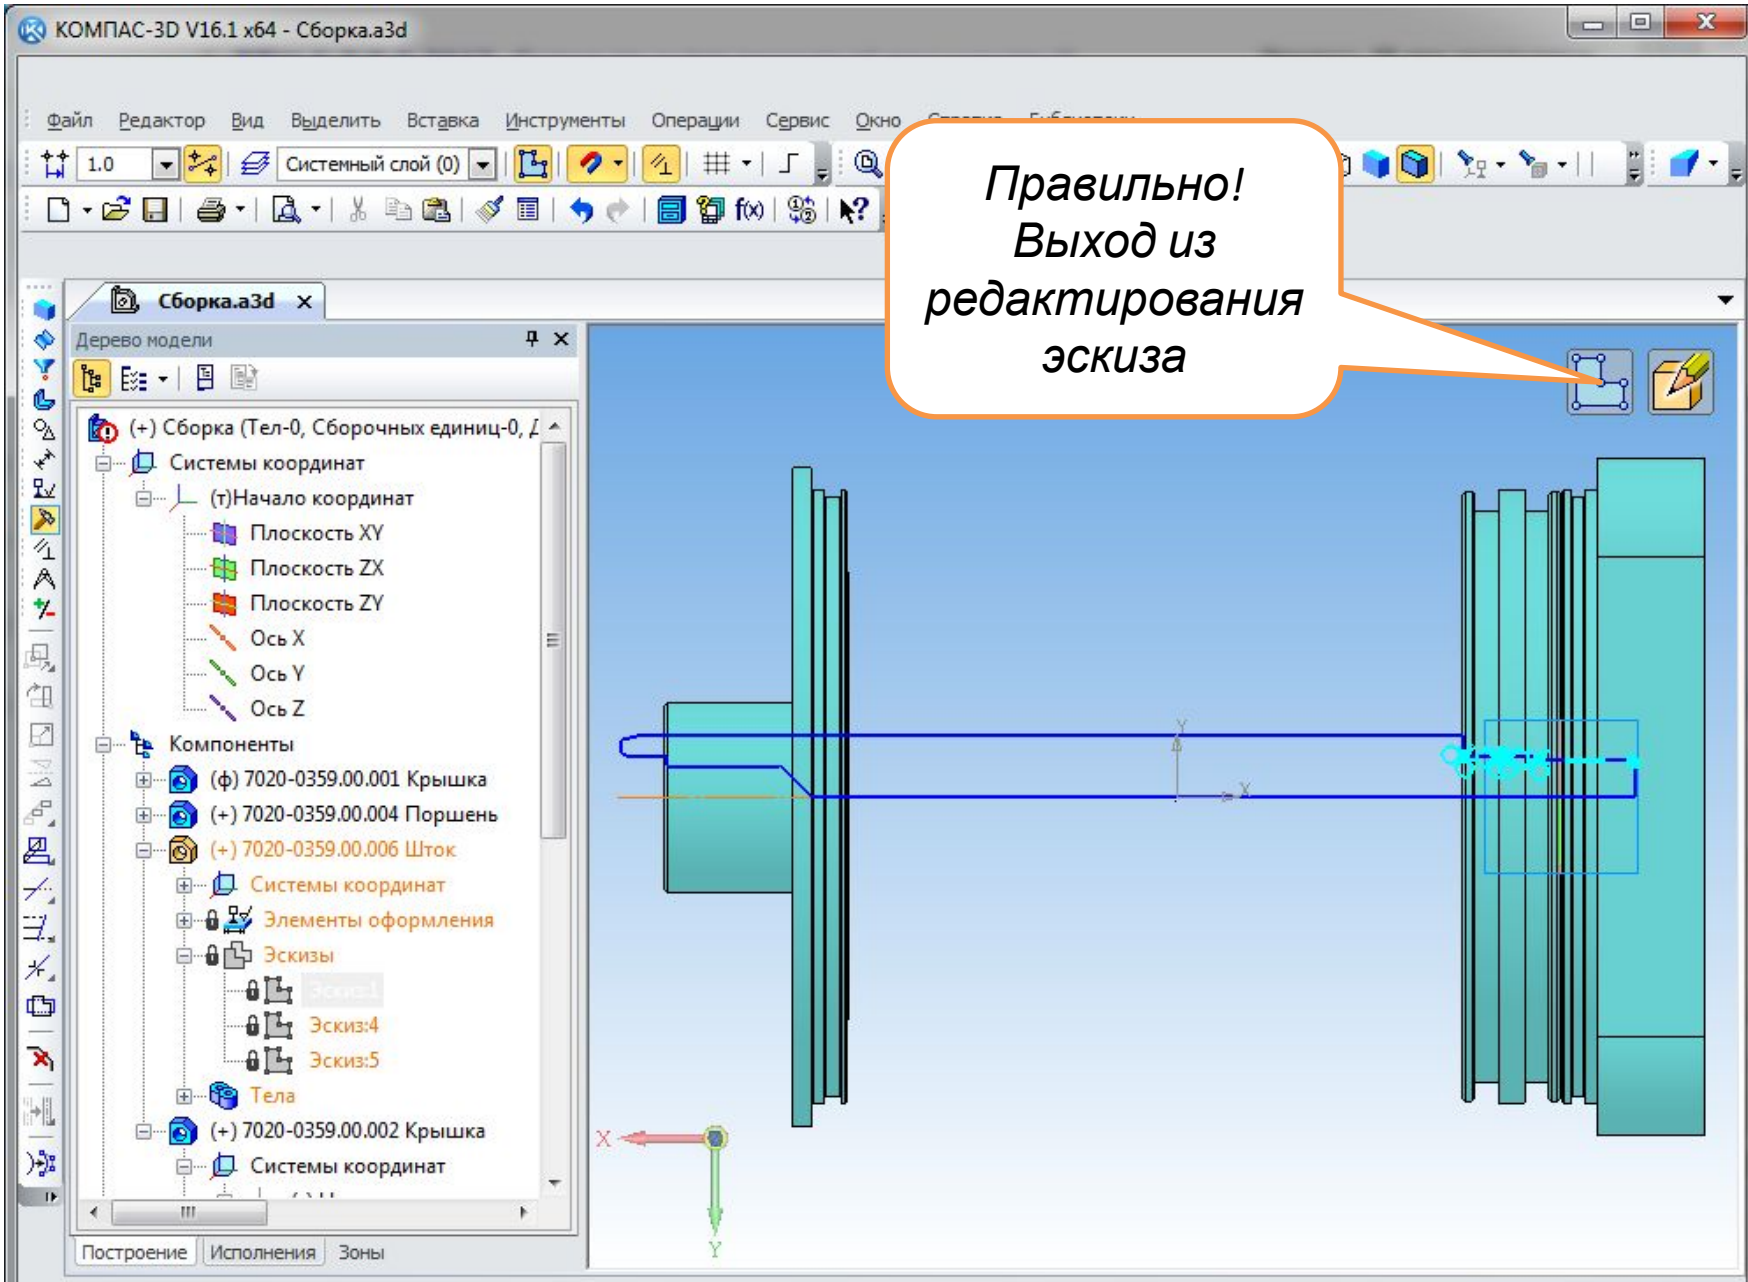 КОМПАС-3D V16.1 x64 - Сборка.a3d
Файл Редактор Вид Выделить Вставка Инструменты Операции Сервис Окно
1.0 Системный слой (0)
f(x)
Правильно!
Выход из
редактирования
эскиза
Сборка.a3d
Дерево модели
(+) Сборка (Тел-0, Сборочных единиц-0, Д
Системы координат
(т)Начало координат
Плоскость XY
Плоскость ZX
Плоскость ZY
Ось X
Ось Y
Ось Z
Компоненты
(ф) 7020-0359.00.001 Крышка
(+) 7020-0359.00.004 Поршень
(+) 7020-0359.00.006 Шток
Системы координат
Элементы оформления
Эскизы
Эскиз:1
Эскиз:4
Эскиз:5
Тела
(+) 7020-0359.00.002 Крышка
Системы координат
Построение Исполнения Зоны
Y
X
X
Y